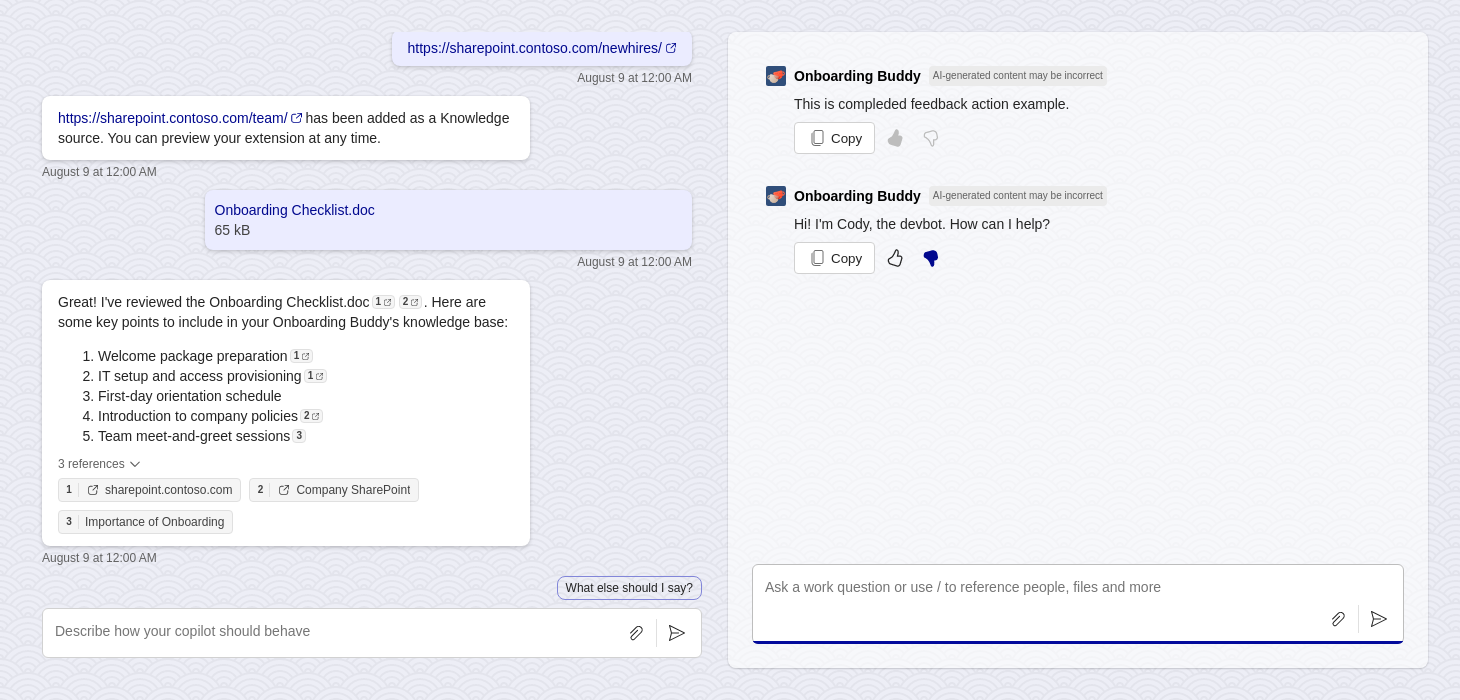 https://sharepoint.contoso.com/newhires/
August 9 at 12:00 AM
https://sharepoint.contoso.com/team/ has been added as a Knowledge
source. You can preview your extension at any time.
August 9 at 12:00 AM
Onboarding Checklist.doc
65 kB
August 9 at 12:00 AM
Great! I've reviewed the Onboarding Checklist.doc 1 2 . Here are
some key points to include in your Onboarding Buddy's knowledge base:
1. Welcome package preparation 1
2. IT setup and access provisioning 1
3. First-day orientation schedule
4. Introduction to company policies 2
5. Team meet-and-greet sessions 3
3 references
1 sharepoint.contoso.com 2 Company SharePoint
3 Importance of Onboarding
August 9 at 12:00 AM
What else should I say?
Describe how your copilot should behave
Onboarding Buddy AI-generated content may be incorrect
This is compleded feedback action example.
Copy
Onboarding Buddy AI-generated content may be incorrect
Hi! I'm Cody, the devbot. How can I help?
Copy
Ask a work question or use / to reference people, files and more